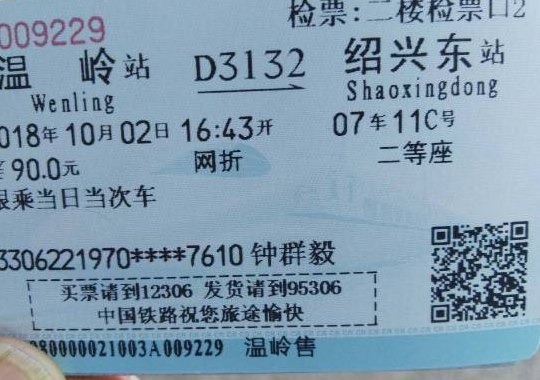 009229 检票:二楼检票口2
温岭站 D3132 绍兴东站
Wenling Shaoxingdong
2018年10月02日 16:43开 07车 11C号
90.0元 网折 二等座
限乘当日当次车
3306221970****7610 钟群毅
买票请到12306 发货请到95306
中国铁路祝您旅途愉快
080000021003A009229 温岭售